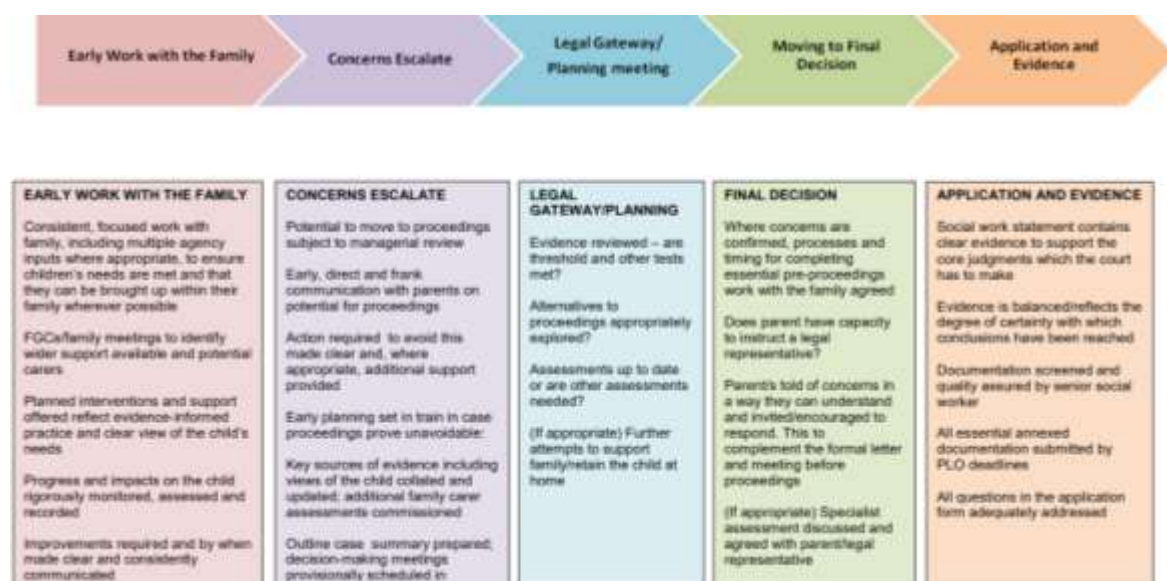 Early Work with the Family
Concerns Escalate
Legal Gateway/
Planning meeting
Moving to Final
Decision
Application and
Evidence
EARLY WORK WITH THE FAMILY
Consistent, focused work with
family, including multiple agency
inputs where appropriate, to ensure
children's needs are met and that
they can be brought up within their
family wherever possible
FGCs/family meetings to identify
wider support available and potential
carers
Planned interventions and support
offered reflect evidence-informed
practice and clear view of the child's
needs
Progress and impacts on the child
rigorously monitored, assessed and
recorded
Improvements required and by when
made clear and consistently
communicated
CONCERNS ESCALATE
Potential to move to proceedings
subject to managerial review
Early, direct and frank
communication with parents on
potential for proceedings
Action required to avoid this
made clear and, where
appropriate, additional support
provided
Early planning set in train in case
proceedings prove unavoidable:
Key sources of evidence including
views of the child collated and
updated; additional family carer
assessments commissioned
Outline case summary prepared;
decision-making meetings
provisionally scheduled in
LEGAL
GATEWAY/PLANNING
Evidence reviewed – are
threshold and other tests
met?
Alternatives to
proceedings appropriately
explored?
Assessments up to date
or are other assessments
needed?
(If appropriate) Further
attempts to support
family/retain the child at
home
FINAL DECISION
Where concerns are
confirmed, processes and
timing for completing
essential pre-proceedings
work with the family agreed
Does parent have capacity
to instruct a legal
representative?
Parent/s told of concerns in
a way they can understand
and invited/encouraged to
respond. This to
complement the formal letter
and meeting before
proceedings
(If appropriate) Specialist
assessment discussed and
agreed with parent/legal
representative
APPLICATION AND EVIDENCE
Social work statement contains
clear evidence to support the
core judgments which the court
has to make
Evidence is balanced/reflects the
degree of certainty with which
conclusions have been reached
Documentation screened and
quality assured by senior social
worker
All essential annexed
documentation submitted by
PLO deadlines
All questions in the application
form adequately addressed